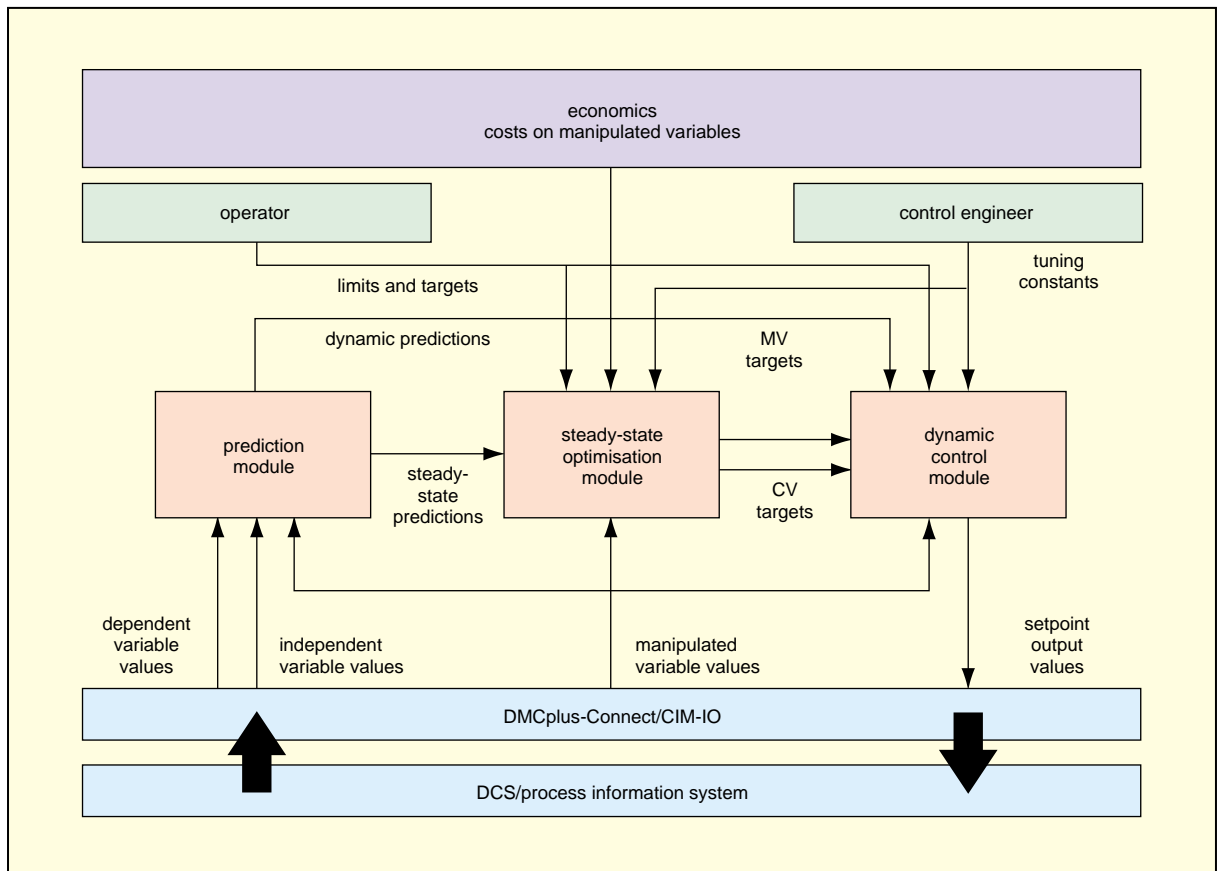 economics
costs on manipulated variables
operator
control engineer
tuning
constants
limits and targets
dynamic predictions
MV
targets
prediction
module
steady-state
optimisation
module
dynamic
control
module
steady-
state
predictions
CV
targets
dependent
variable
values
independent
variable values
manipulated
variable values
setpoint
output
values
DMCplus-Connect/CIM-IO
DCS/process information system